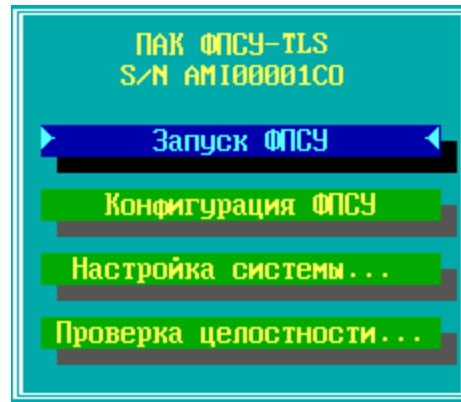 ПАК ФПСУ-TLS
S/N AMI00001CO
Запуск ФПСУ
Конфигурация ФПСУ
Настройка системы...
Проверка целостности...